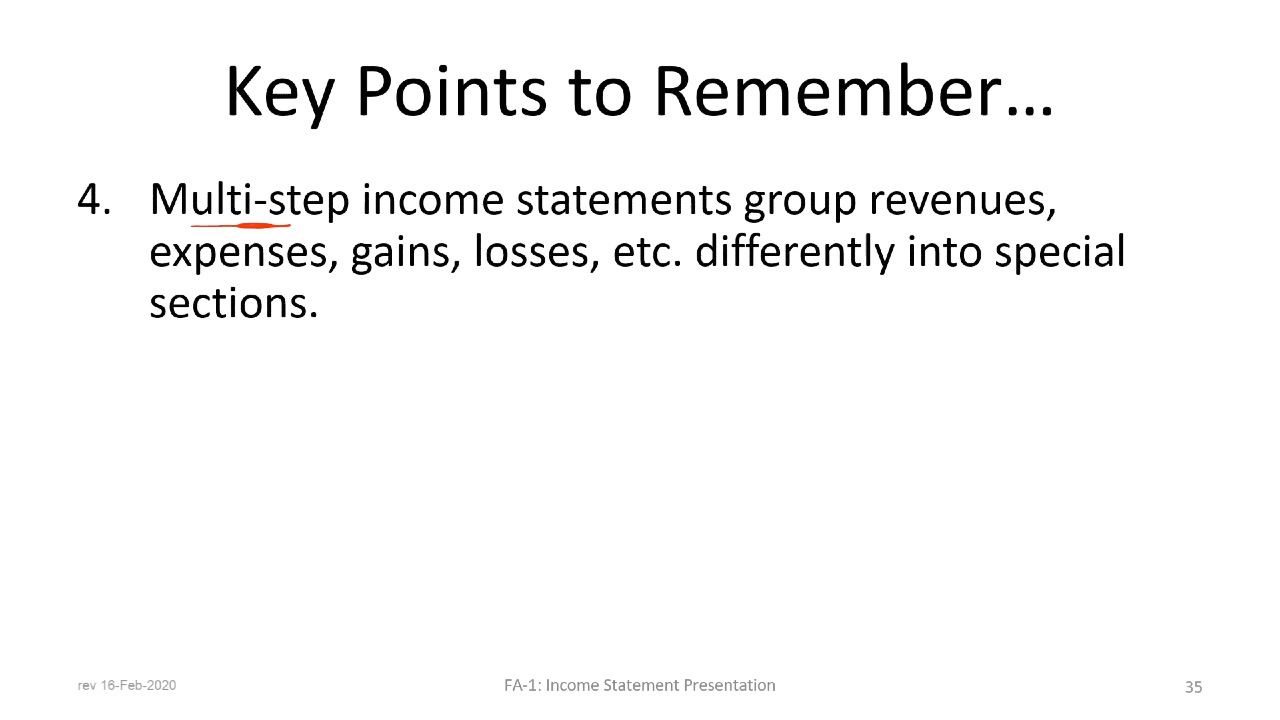 Key Points to Remember…
4. Multi-step income statements group revenues,
expenses, gains, losses, etc. differently into special
sections.
rev 16-Feb-2020
FA-1: Income Statement Presentation
35